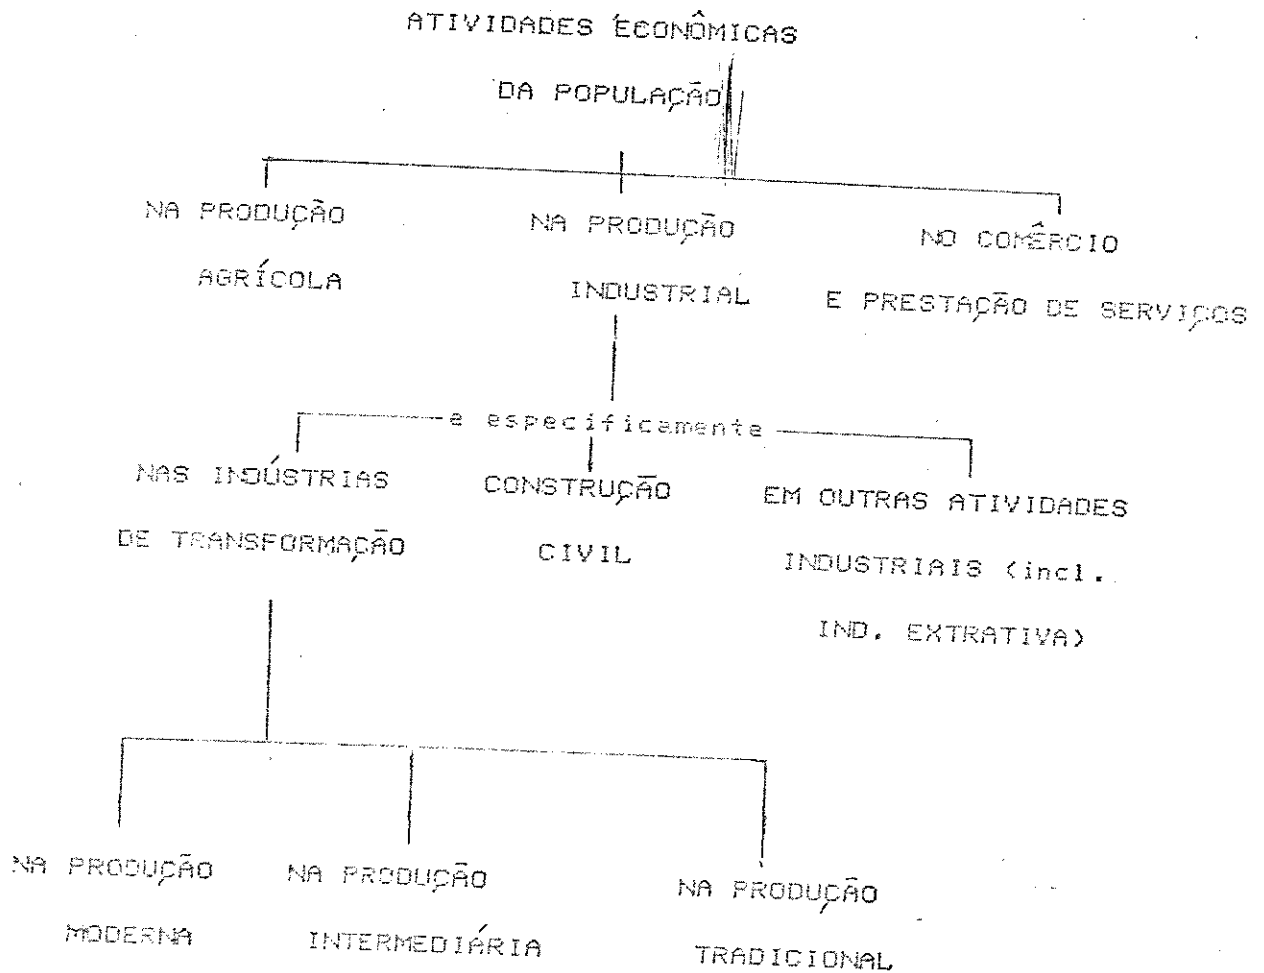 ATIVIDADES ECONÔMICAS
DA POPULAÇÃO
NA PRODUÇÃO
AGRÍCOLA
NA PRODUÇÃO
INDUSTRIAL
NO COMÊRCIO
E PRESTAÇÃO DE SERVIÇOS
e especificamente
NAS INDÚSTRIAS
DE TRANSFORMAÇÃO
CONSTRUÇÃO
CIVIL
EM OUTRAS ATIVIDADES
INDUSTRIAIS (incl.
IND. EXTRATIVA)
NA PRODUÇÃO
MODERNA
NA PRODUÇÃO
INTERMEDIÁRIA
NA PRODUÇÃO
TRADICIONAL